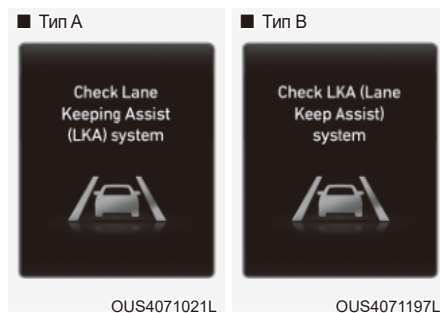 ■ Тип A
Check Lane
Keeping Assist
(LKA) system
OUS4071021L
■ Тип B
Check LKA (Lane
Keep Assist)
system
OUS4071197L